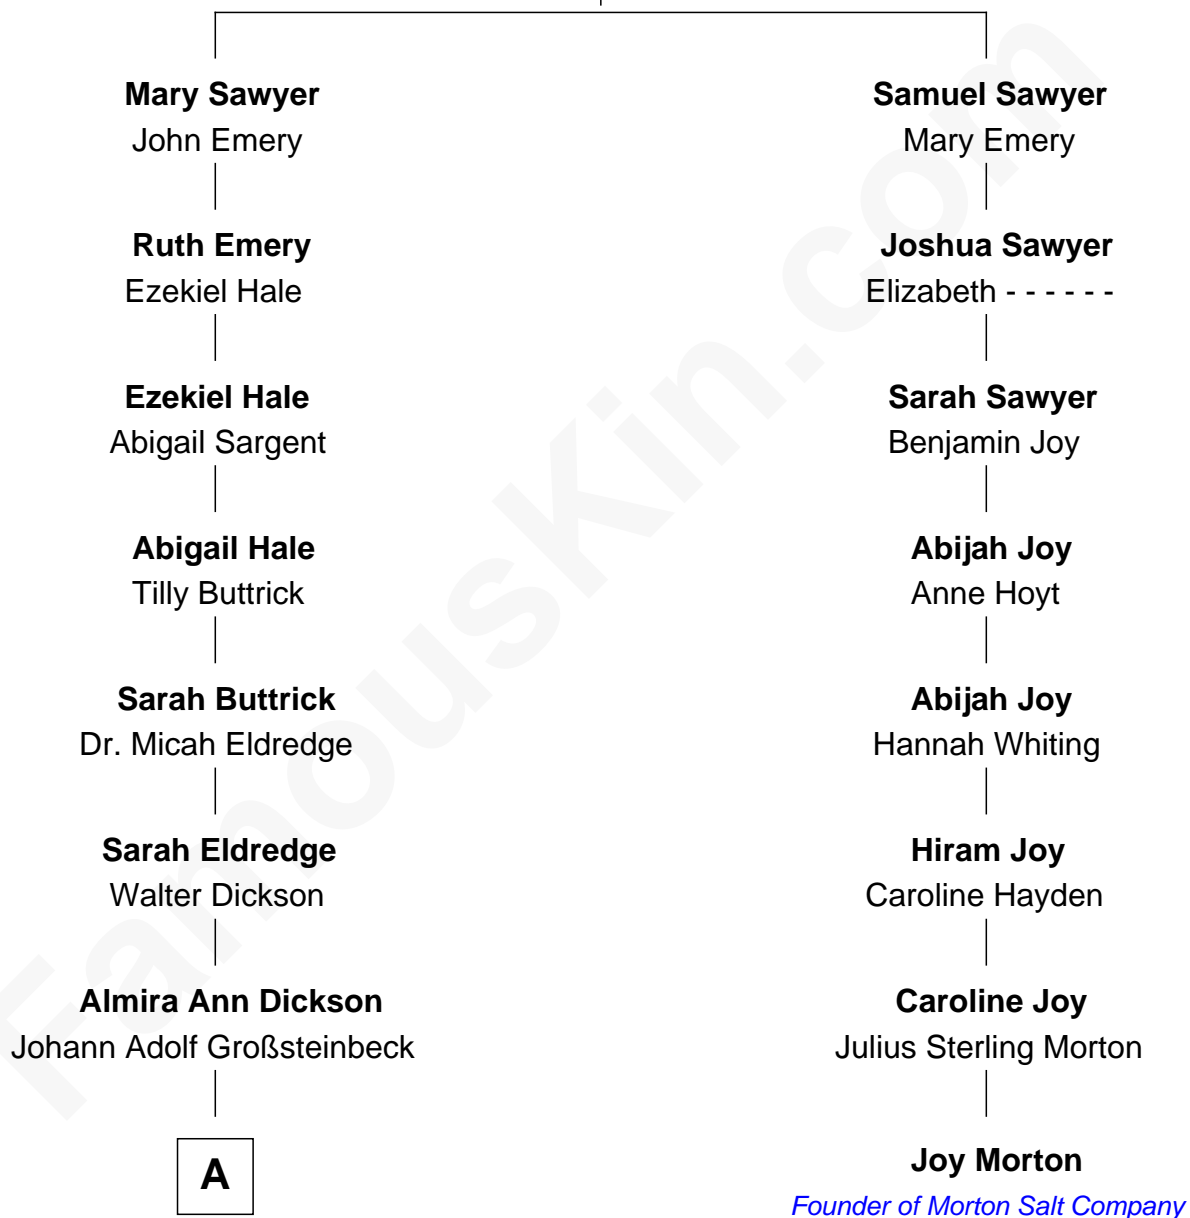 Mary Sawyer
John Emery
Samuel Sawyer
Mary Emery
Ruth Emery
Ezekiel Hale
Joshua Sawyer
Elizabeth - - - - - -
Ezekiel Hale
Abigail Sargent
Sarah Sawyer
Benjamin Joy
Abigail Hale
Tilly Buttrick
Abijah Joy
Anne Hoyt
Sarah Buttrick
Dr. Micah Eldredge
Abijah Joy
Hannah Whiting
Sarah Eldredge
Walter Dickson
Hiram Joy
Caroline Hayden
Almira Ann Dickson
Johann Adolf Großsteinbeck
Caroline Joy
Julius Sterling Morton
A
Joy Morton
Founder of Morton Salt Company
FamousKin.com